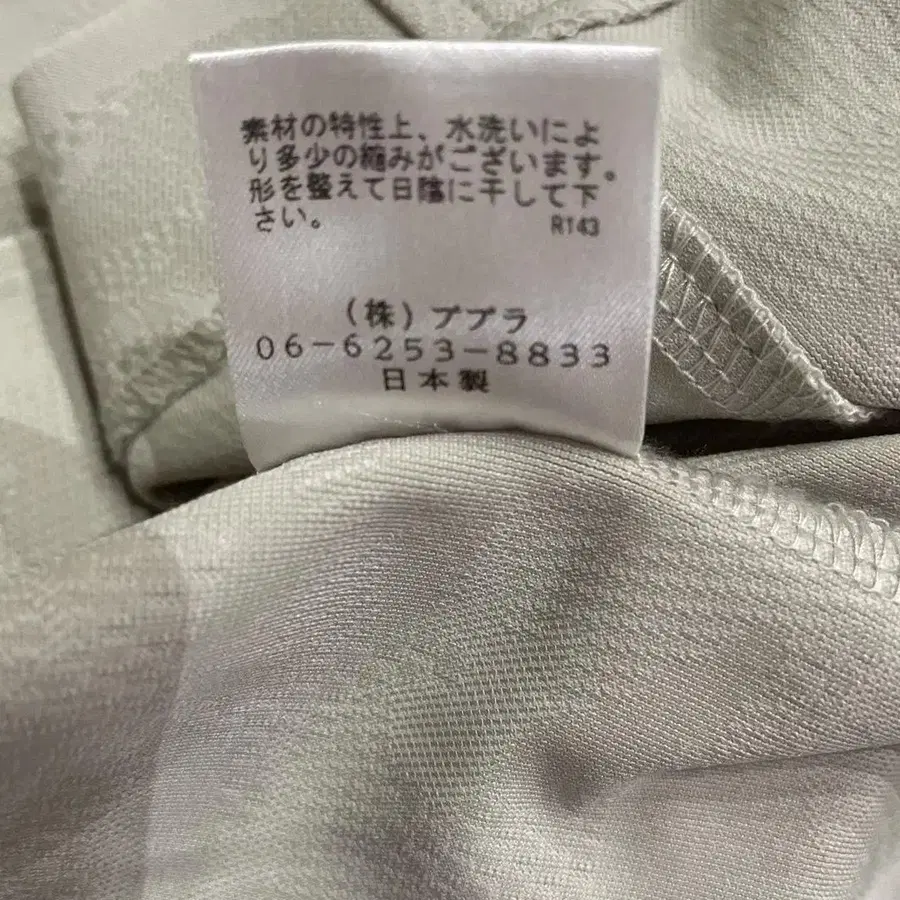 素材の特性上、水洗いによ
り多少の縮みがございます。
形を整えて日陰に干して下
さい。 R143
(株)ププラ
06-6253-8833
日本製